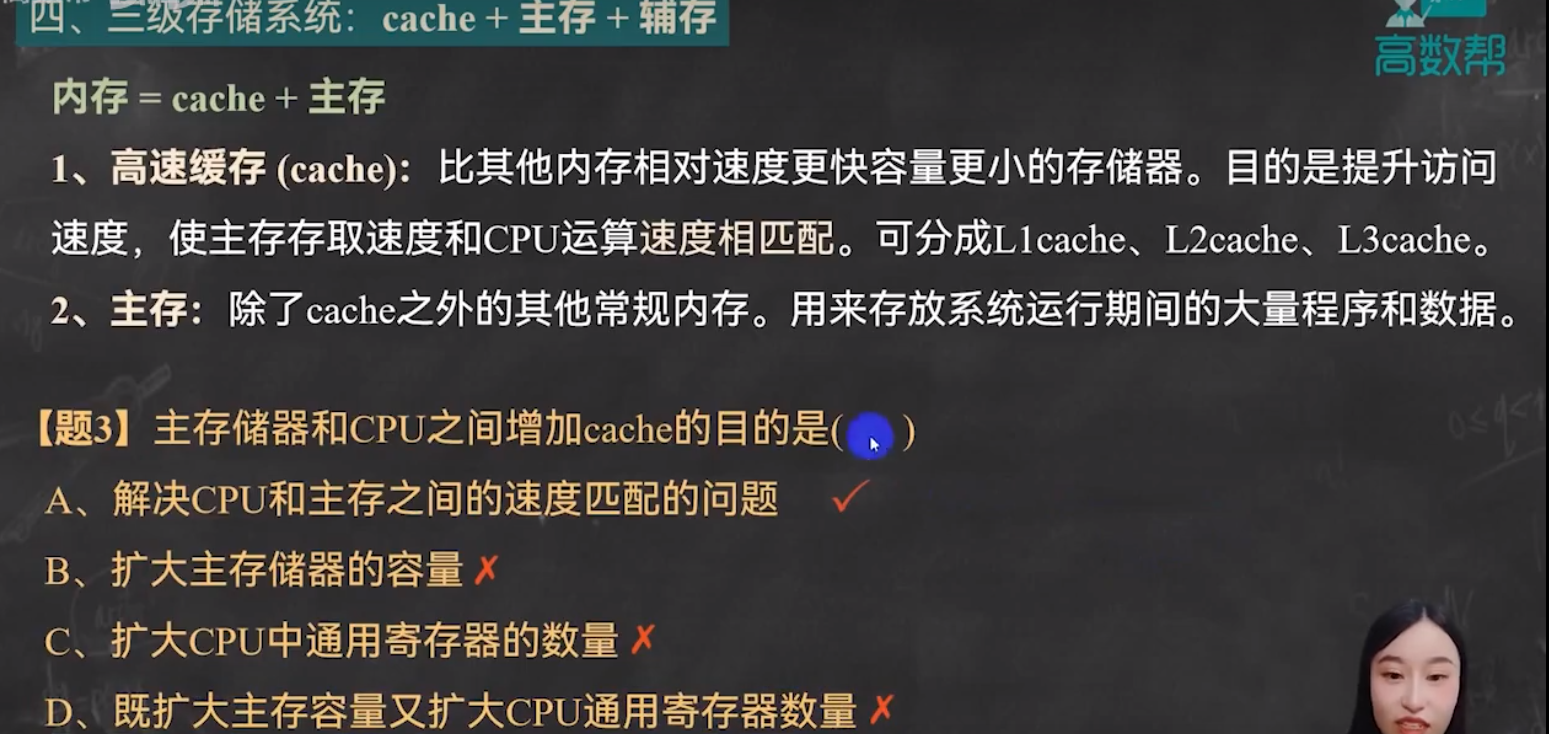 四、三级存储系统：cache + 主存 + 辅存
高数帮
内存 = cache + 主存
1、高速缓存 (cache)：比其他内存相对速度更快容量更小的存储器。目的是提升访问
速度，使主存存取速度和CPU运算速度相匹配。可分成L1cache、L2cache、L3cache。
2、主存：除了cache之外的其他常规内存。用来存放系统运行期间的大量程序和数据。
【题3】主存储器和CPU之间增加cache的目的是( )
A、解决CPU和主存之间的速度匹配的问题 ✓
B、扩大主存储器的容量 ✗
C、扩大CPU中通用寄存器的数量 ✗
D、既扩大主存容量又扩大CPU通用寄存器数量 ✗